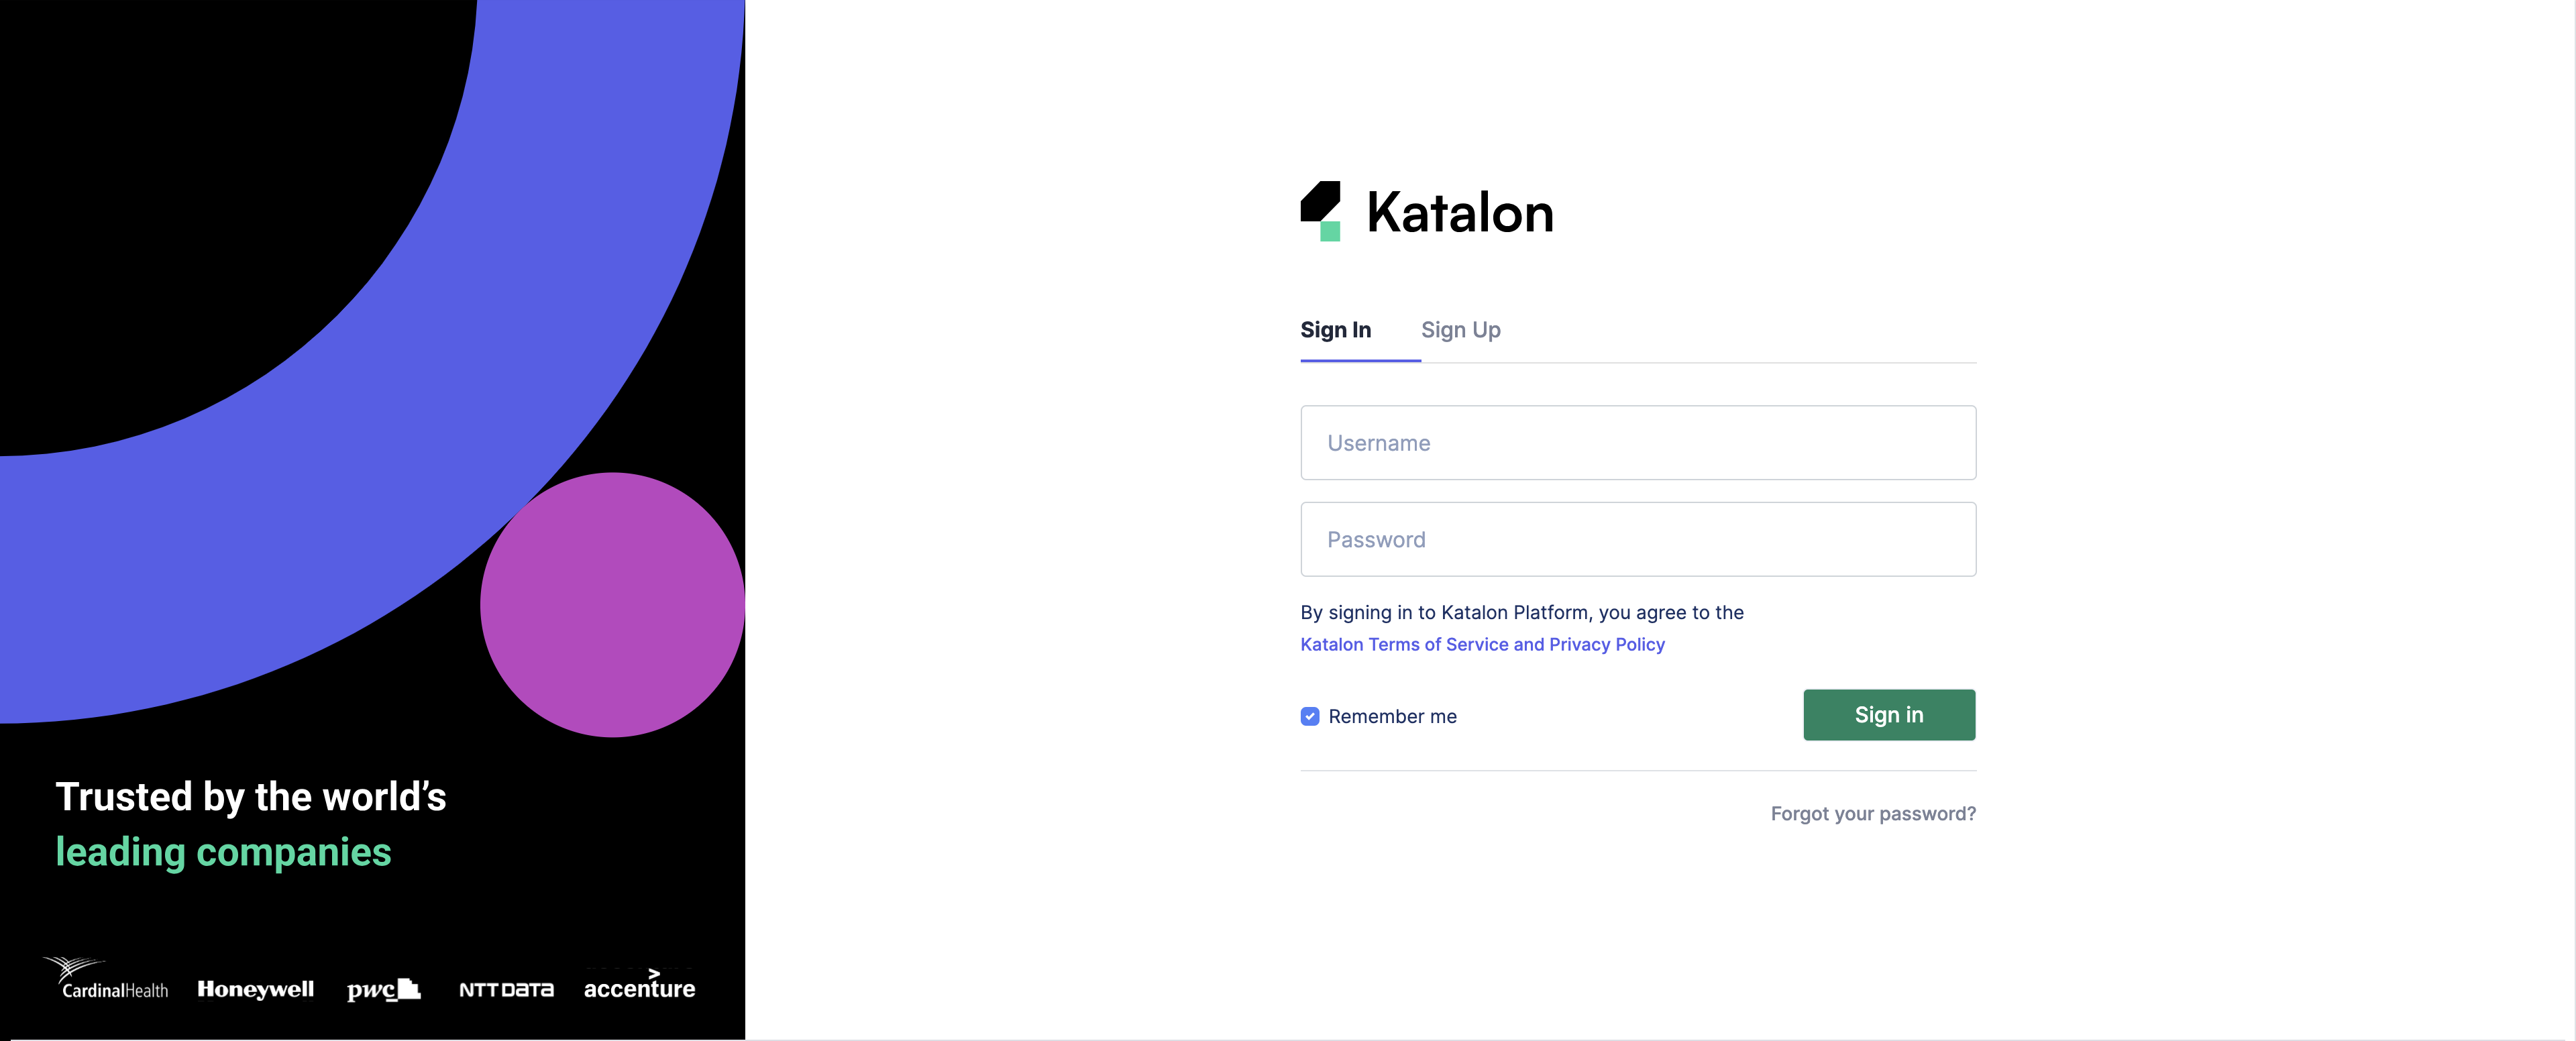 Katalon
Sign In Sign Up
Username
Password
By signing in to Katalon Platform, you agree to the
Katalon Terms of Service and Privacy Policy
Remember me Sign in
Forgot your password?
Trusted by the world’s
leading companies
CardinalHealth Honeywell pwc NTT DATA accenture